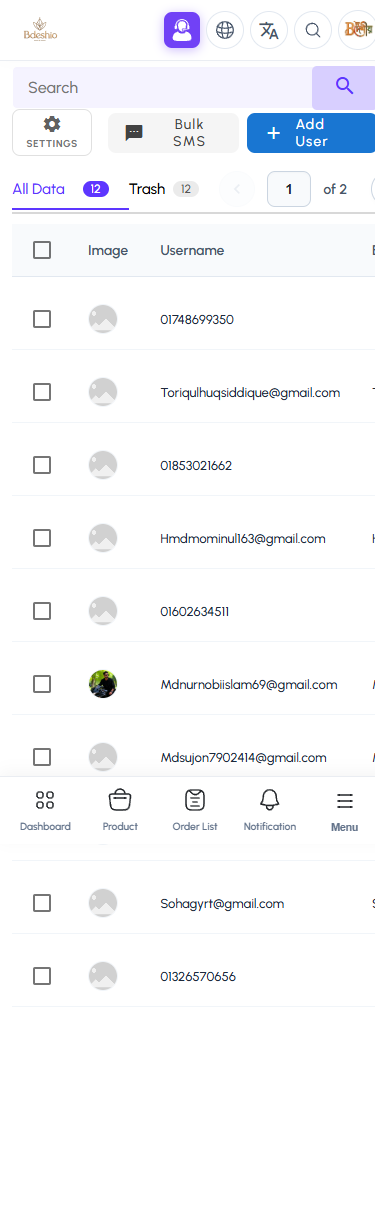 Bdeshio
Search
SETTINGS
Bulk
SMS
Add
User
All Data 12 Trash 12 1 of 2
Image Username
01748699350
Toriqulhuqsiddique@gmail.com
01853021662
Hmdmominul163@gmail.com
01602634511
Mdnurnobiislam69@gmail.com
Mdsujon7902414@gmail.com
Dashboard Product Order List Notification Menu
Sohagyrt@gmail.com
01326570656